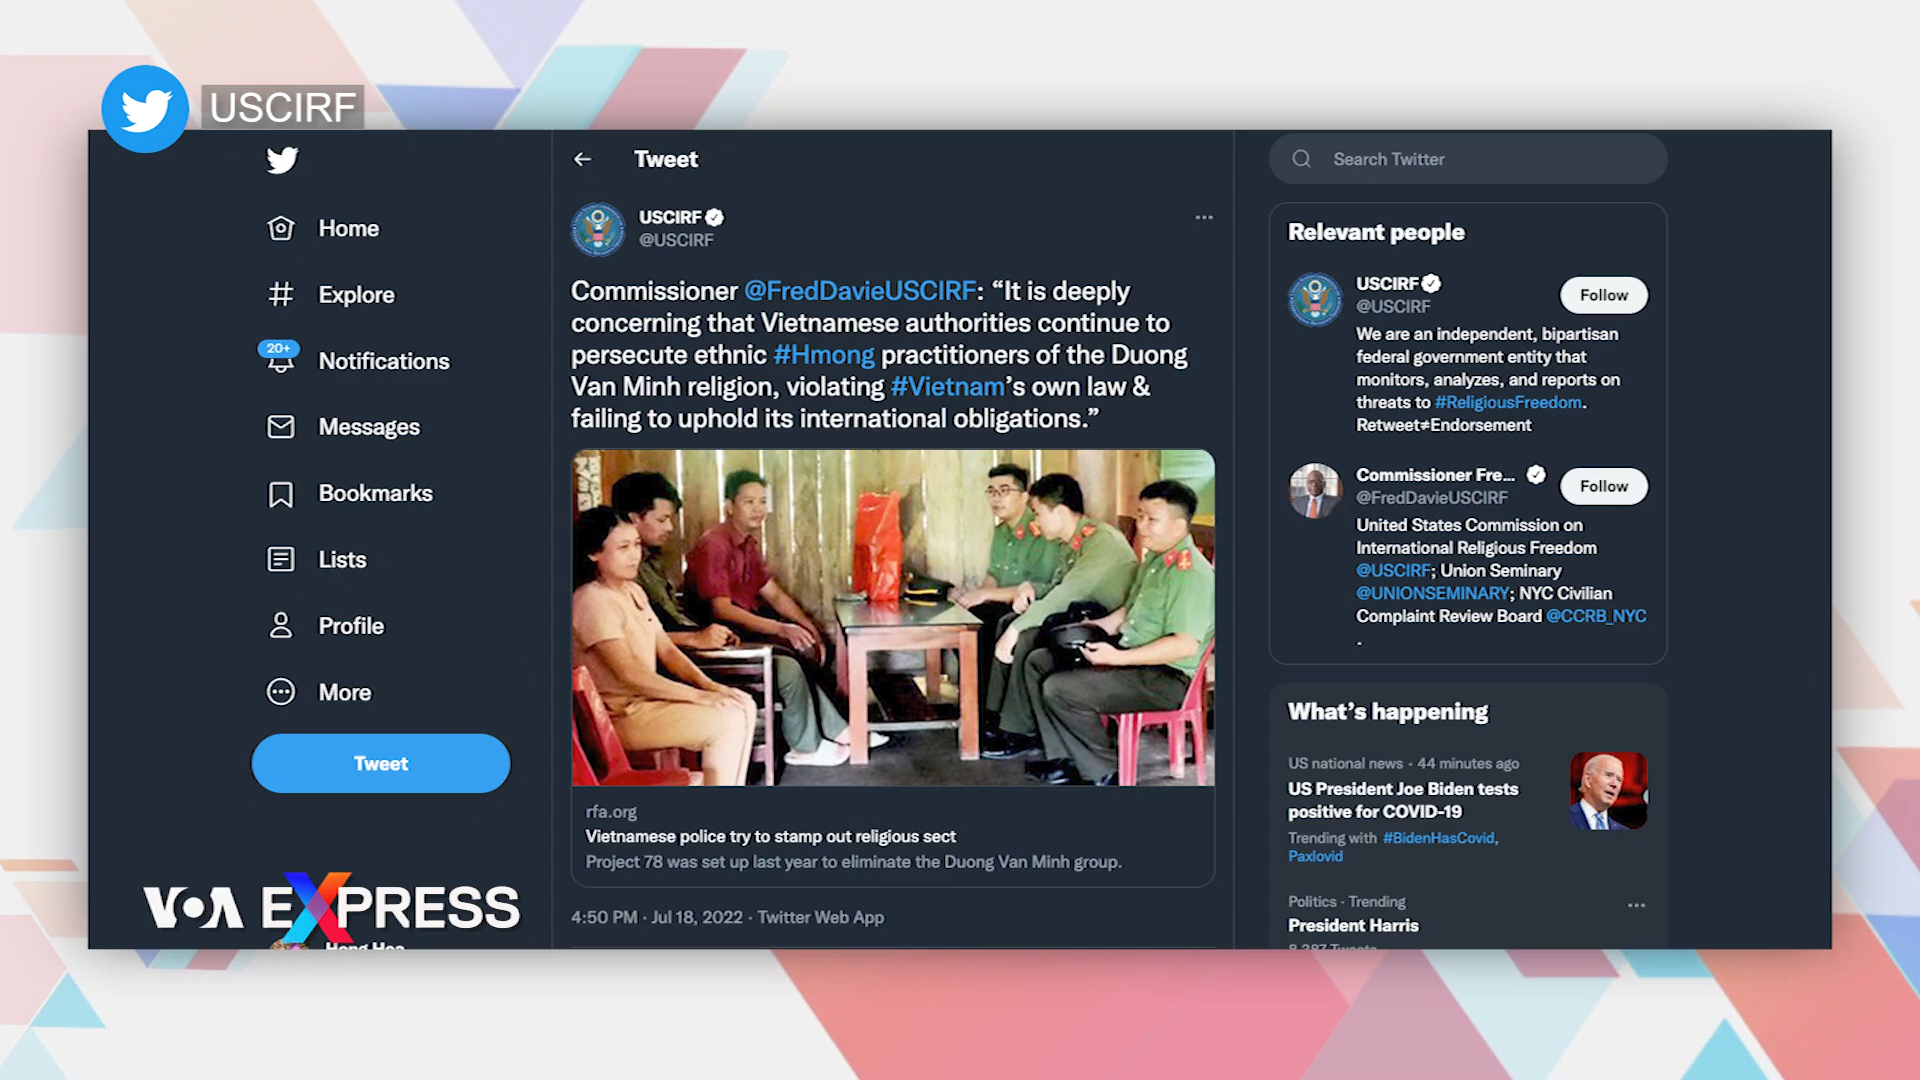 USCIRF
Home
Explore
20+
Notifications
Messages
Bookmarks
Lists
Profile
More
Tweet
VOA EXPRESS
Hong Hoa
Tweet
USCIRF
@USCIRF
Commissioner @FredDavieUSCIRF: “It is deeply
concerning that Vietnamese authorities continue to
persecute ethnic #Hmong practitioners of the Duong
Van Minh religion, violating #Vietnam’s own law &
failing to uphold its international obligations.”
rfa.org
Vietnamese police try to stamp out religious sect
Project 78 was set up last year to eliminate the Duong Van Minh group.
4:50 PM · Jul 18, 2022 · Twitter Web App
Search Twitter
Relevant people
USCIRF
@USCIRF
Follow
We are an independent, bipartisan
federal government entity that
monitors, analyzes, and reports on
threats to #ReligiousFreedom.
Retweet≠Endorsement
Commissioner Fre...
@FredDavieUSCIRF
Follow
United States Commission on
International Religious Freedom
@USCIRF; Union Seminary
@UNIONSEMINARY; NYC Civilian
Complaint Review Board @CCRB_NYC
.
What’s happening
US national news · 44 minutes ago
US President Joe Biden tests
positive for COVID-19
Trending with #BidenHasCovid,
Paxlovid
Politics · Trending
President Harris
8,387 Tweets